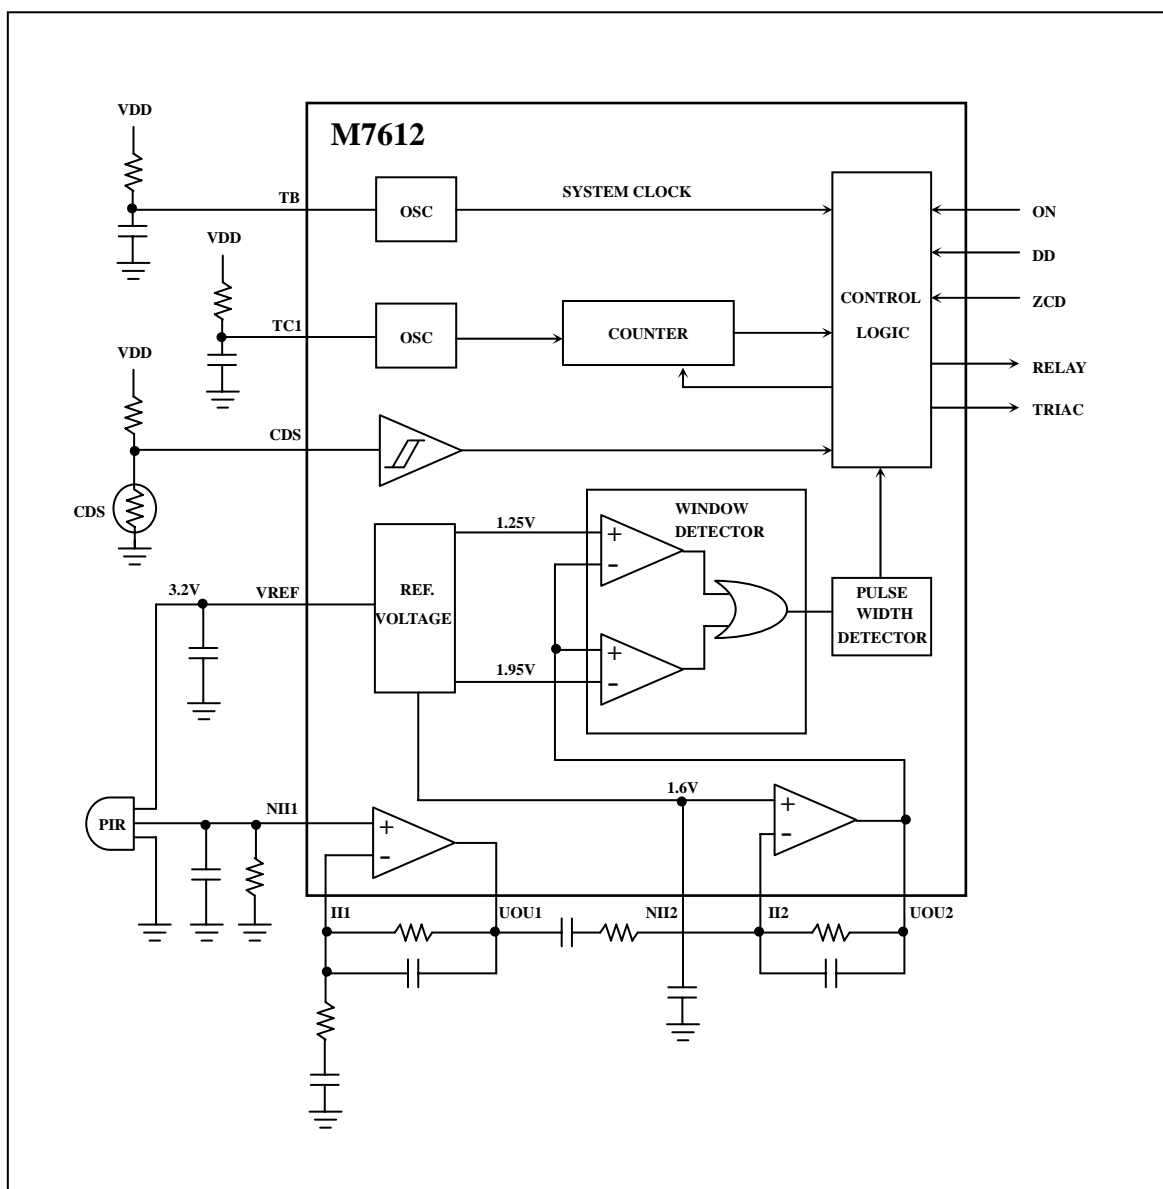 VDD
M7612
TB
OSC
SYSTEM CLOCK
ON
VDD
DD
ZCD
CONTROL
LOGIC
TC1
OSC
COUNTER
VDD
RELAY
TRIAC
CDS
CDS
WINDOW
DETECTOR
1.25V
+
-
3.2V
VREF
REF.
VOLTAGE
PULSE
WIDTH
DETECTOR
+
-
1.95V
1.6V
NII1
PIR
+
-
+
-
II1
UOU1
NII2
II2
UOU2